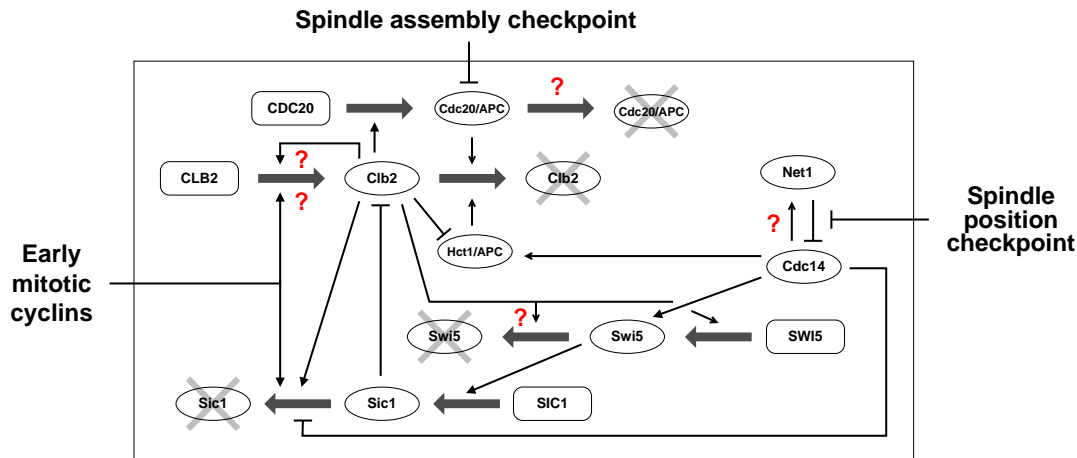 Spindle assembly checkpoint
?
CDC20
Cdc20/APC
Cdc20/APC
?
CLB2
Clb2
Clb2
Net1
?
?
Spindle
position
checkpoint
Hct1/APC
Cdc14
Early
mitotic
cyclins
?
Swi5
Swi5
SWI5
Sic1
Sic1
SIC1